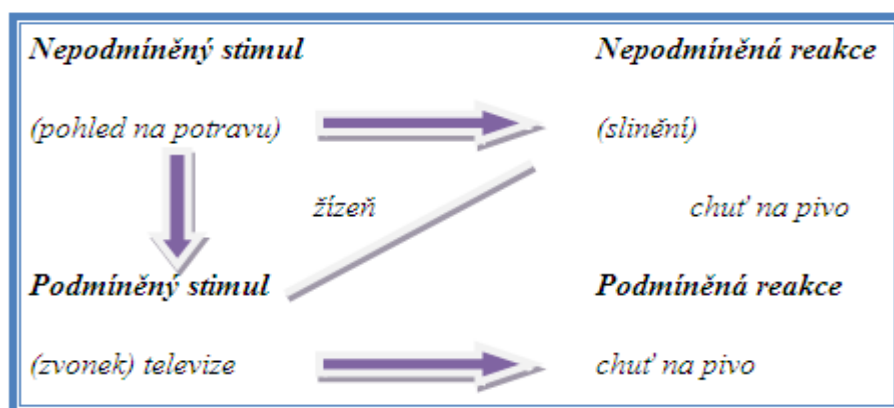 Nepodmíněný stimul Nepodmíněná reakce
(pohled na potravu) (slinění)
žízeň chuť na pivo
Podmíněný stimul Podmíněná reakce
(zvonek) televize chuť na pivo